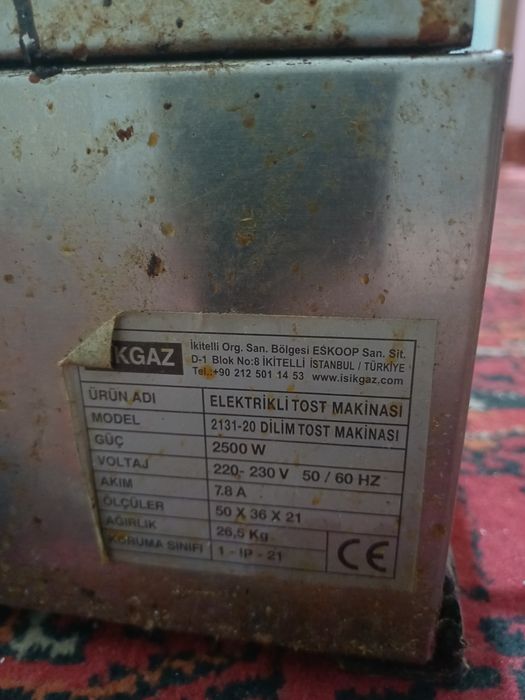 KGAZ
İkitelli Org. San. Bölgesi ESKOOP San. Sit.
D-1 Blok No:8 İKİTELLİ İSTANBUL / TÜRKİYE
Tel.:+90 212 501 14 53 www.isikgaz.com
ÜRÜN ADI ELEKTRİKLİ TOST MAKİNASI
MODEL 2131-20 DİLİM TOST MAKİNASI
GÜÇ 2500 W
VOLTAJ 220- 230 V 50 / 60 HZ
AKIM 7.8 A
ÖLÇÜLER 50 X 36 X 21
AĞIRLIK 26,5 Kg
KORUMA SINIFI 1 - IP - 21
CE